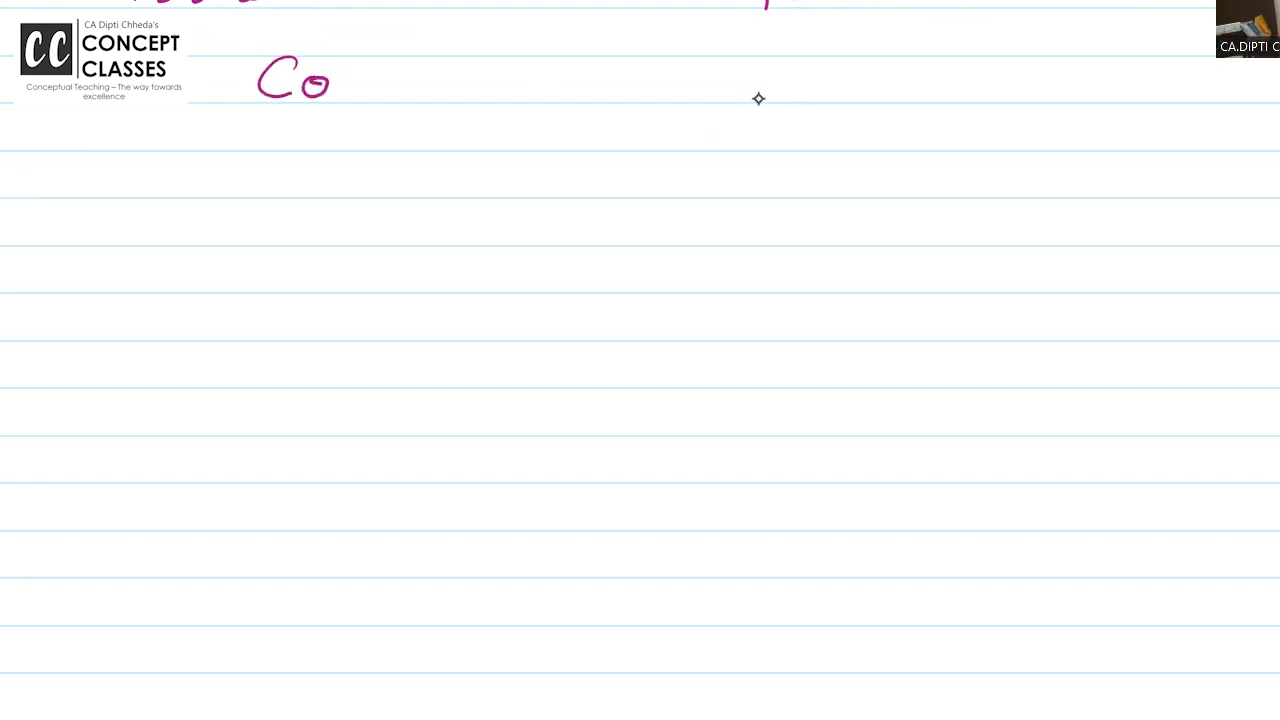 CA Dipti Chheda's
CC CONCEPT
CLASSES
Conceptual Teaching – The way towards
excellence
Co
CA.DIPTI C